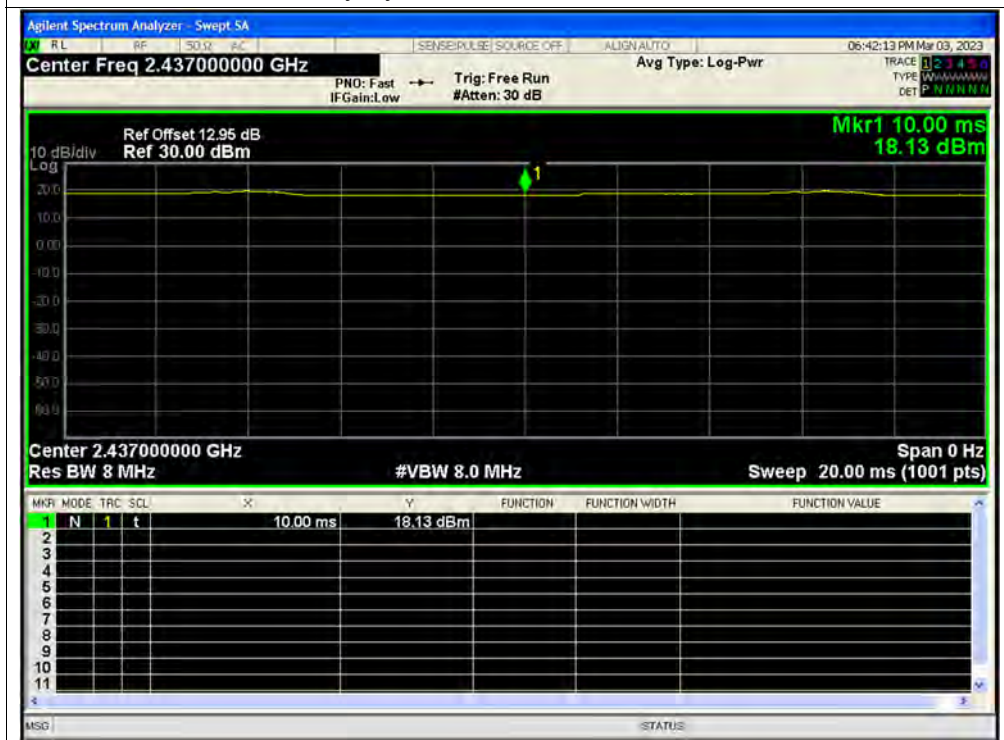 Agilent Spectrum Analyzer - Swept SA
RL RF 50 Ω AC SENSE:PULSE SOURCE OFF ALIGN AUTO 06:42:13 PM Mar 03, 2023
Center Freq 2.437000000 GHz
PNO: Fast
IFGain:Low
Trig: Free Run
#Atten: 30 dB
Avg Type: Log-Pwr
TRACE 1 2 3 4 5 6
TYPE W
DET P N N N N N
Ref Offset 12.95 dB
10 dB/div Ref 30.00 dBm
Log
Mkr1 10.00 ms
18.13 dBm
1
20.0
10.0
0.00
-10.0
-20.0
-30.0
-40.0
-50.0
-60.0
Center 2.437000000 GHz Span 0 Hz
Res BW 8 MHz #VBW 8.0 MHz Sweep 20.00 ms (1001 pts)
MKR MODE TRC SCL X Y FUNCTION FUNCTION WIDTH FUNCTION VALUE
1 N 1 t 10.00 ms 18.13 dBm
2
3
4
5
6
7
8
9
10
11
MSG STATUS